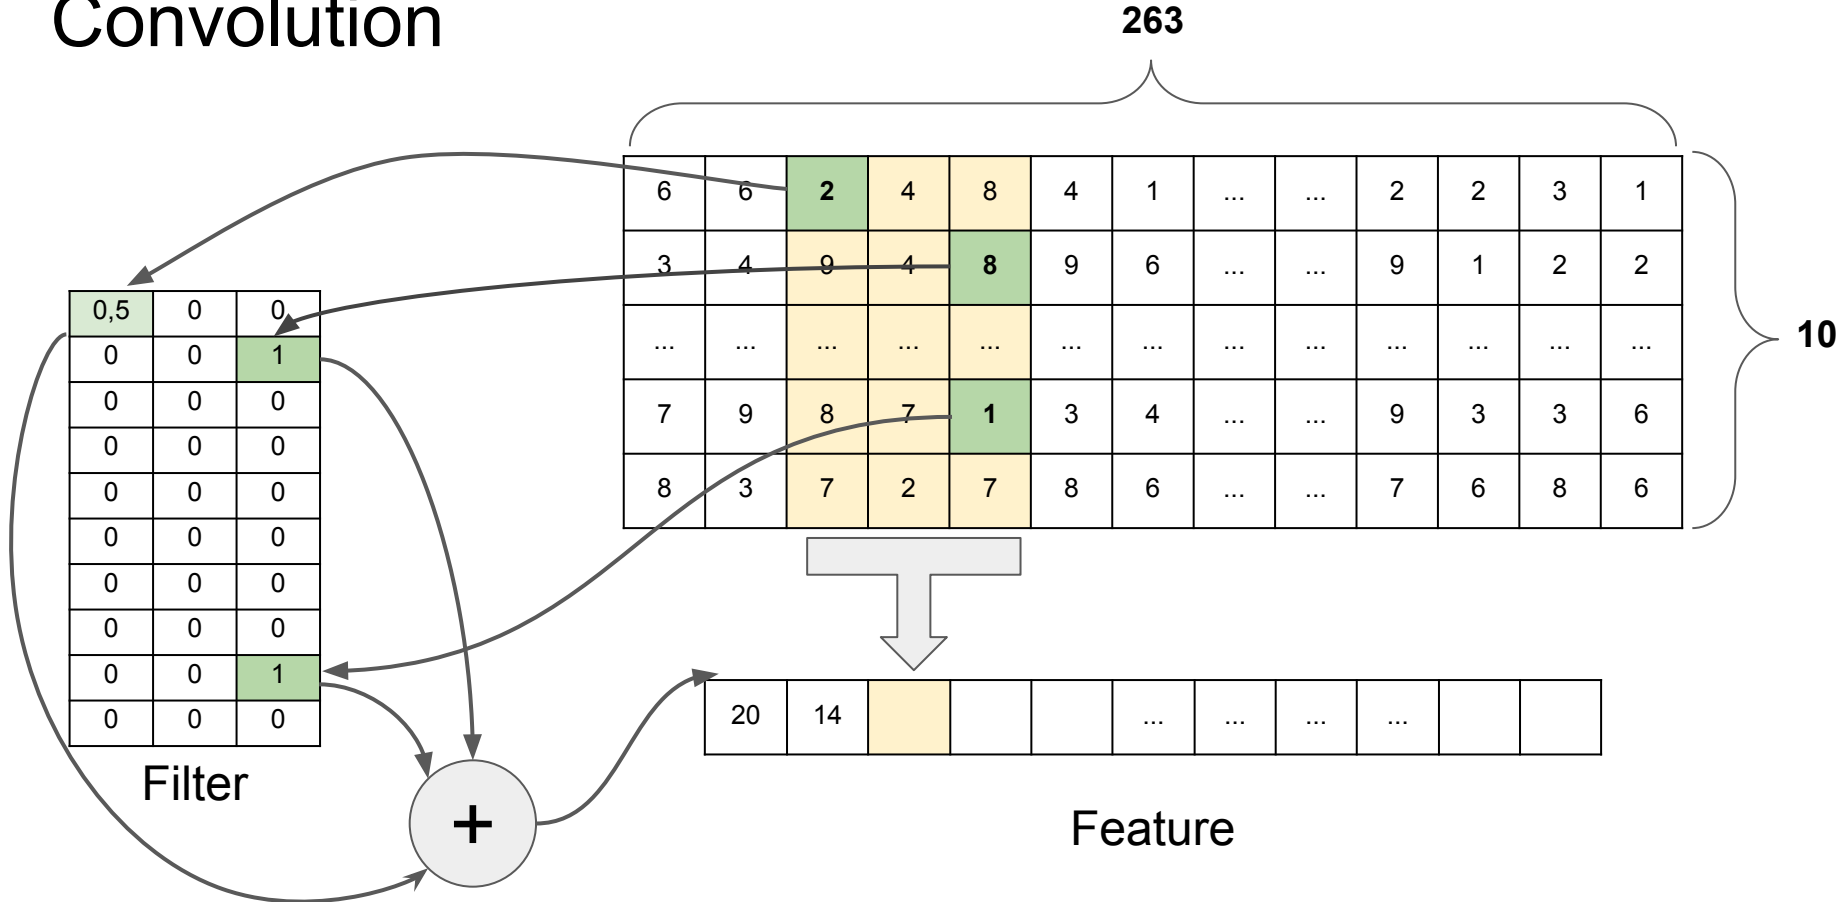 Convolution
263
6 6 2 4 8 4 1 ... ... 2 2 3 1
3 4 9 4 8 9 6 ... ... 9 1 2 2
... ... ... ... ... ... ... ... ... ... ... ... ...
7 9 8 7 1 3 4 ... ... 9 3 3 6
8 3 7 2 7 8 6 ... ... 7 6 8 6
10
0,5 0 0
0 0 1
0 0 0
0 0 0
0 0 0
0 0 0
0 0 0
0 0 0
0 0 1
0 0 0
Filter
+
20 14 ... ... ... ...
Feature